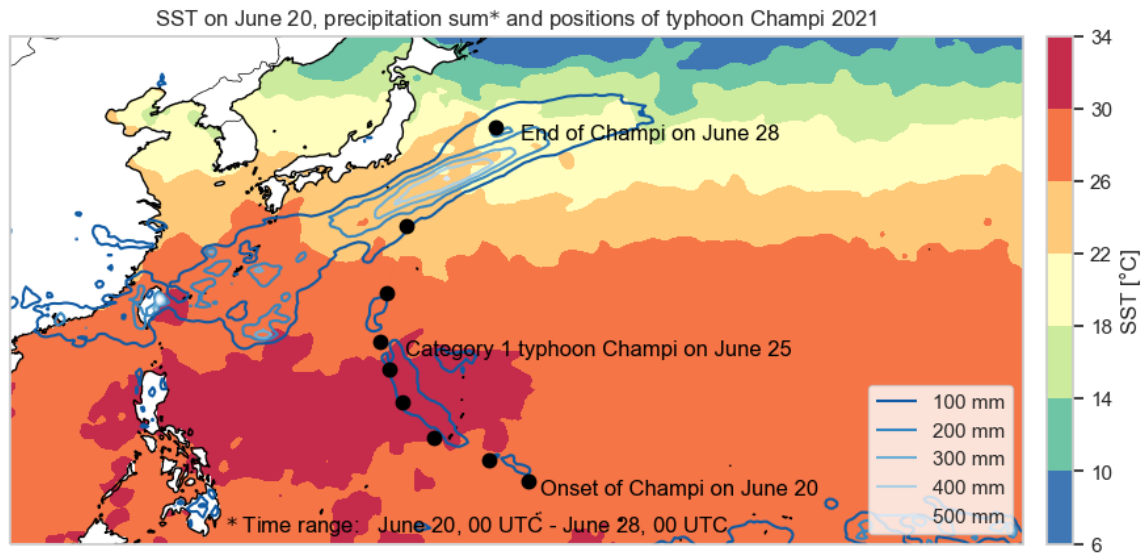 SST on June 20, precipitation sum* and positions of typhoon Champi 2021
End of Champi on June 28
Category 1 typhoon Champi on June 25
Onset of Champi on June 20
* Time range: June 20, 00 UTC - June 28, 00 UTC
100 mm
200 mm
300 mm
400 mm
500 mm
34
30
26
22
18
14
10
6
SST [°C]